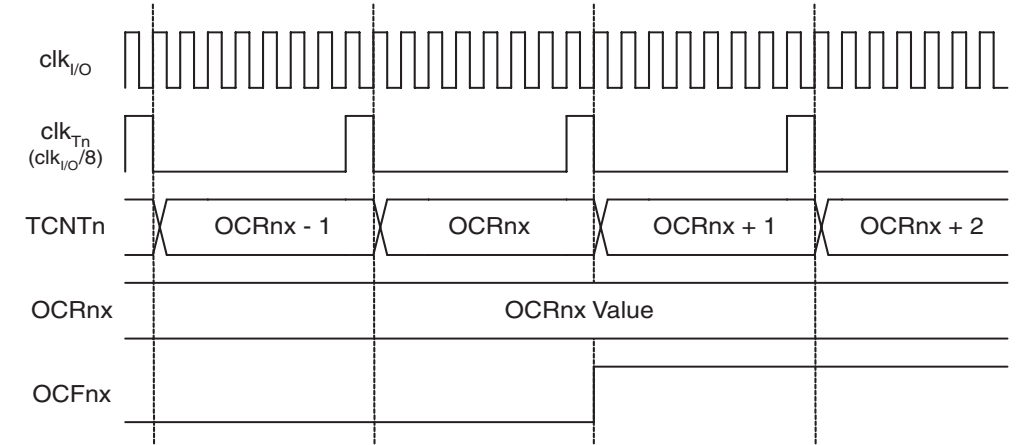 clkI/O
clkTn
(clkI/O/8)
TCNTn OCRnx - 1 OCRnx OCRnx + 1 OCRnx + 2
OCRnx OCRnx Value
OCFnx